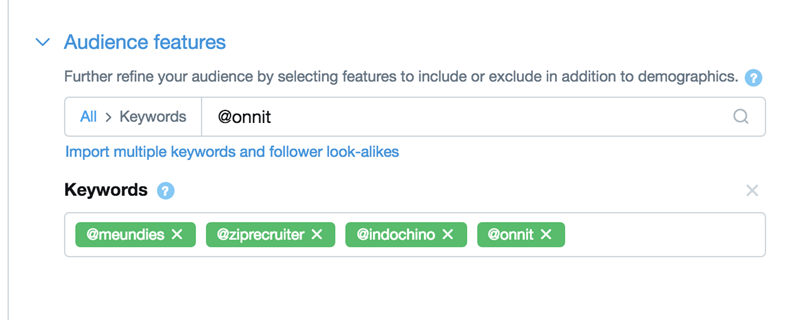 Audience features
Further refine your audience by selecting features to include or exclude in addition to demographics. ?
All > Keywords @onnit
Import multiple keywords and follower look-alikes
Keywords ? ×
@meundies × @ziprecruiter × @indochino × @onnit ×